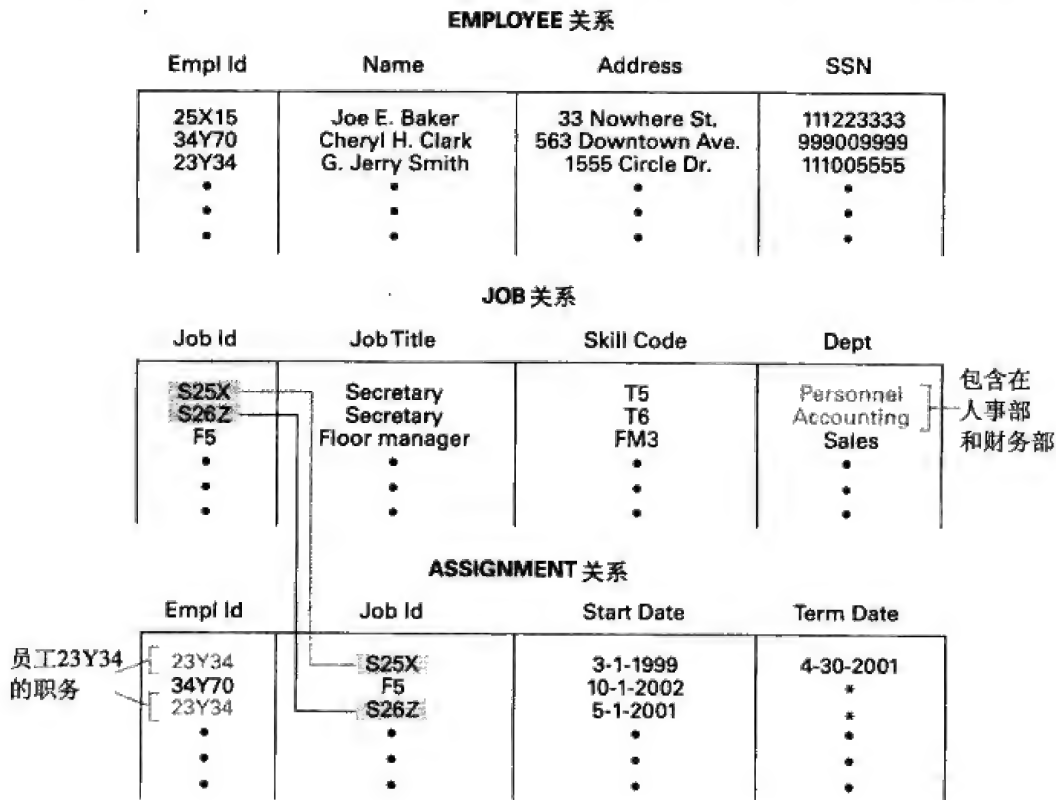 EMPLOYEE 关系
Empl Id Name Address SSN
25X15 Joe E. Baker 33 Nowhere St. 111223333
34Y70 Cheryl H. Clark 563 Downtown Ave. 999009999
23Y34 G. Jerry Smith 1555 Circle Dr. 111005555
JOB 关系
Job Id Job Title Skill Code Dept
S25X Secretary T5 Personnel
S26Z Secretary T6 Accounting
F5 Floor manager FM3 Sales
包含在
人事部
和财务部
ASSIGNMENT 关系
Empl Id Job Id Start Date Term Date
员工23Y34
的职务
23Y34 S25X 3-1-1999 4-30-2001
34Y70 F5 10-1-2002 *
23Y34 S26Z 5-1-2001 *